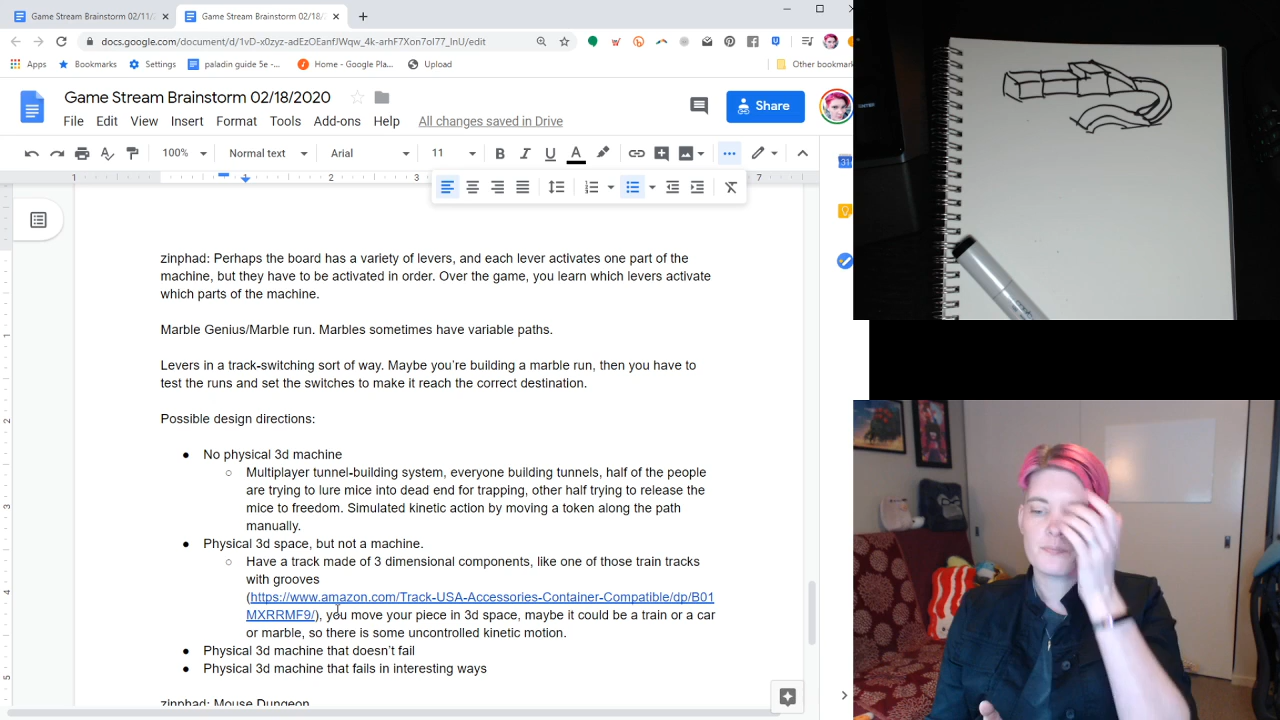 Game Stream Brainstorm 02/11/
Game Stream Brainstorm 02/18/
docs.google.com/document/d/1vD-x0zyz-adEzOEanfJWqw_4k-arhF7Xon7oI77_InU/edit
Apps Bookmarks Settings paladin guide 5e -... Home - Google Pla... Upload Other bookmark
Game Stream Brainstorm 02/18/2020
Share
File Edit View Insert Format Tools Add-ons Help All changes saved in Drive
100% Normal text Arial 11 B I U A
1 2 3 7
zinphad: Perhaps the board has a variety of levers, and each lever activates one part of the
machine, but they have to be activated in order. Over the game, you learn which levers activate
which parts of the machine.
Marble Genius/Marble run. Marbles sometimes have variable paths.
Levers in a track-switching sort of way. Maybe you're building a marble run, then you have to
test the runs and set the switches to make it reach the correct destination.
Possible design directions:
● No physical 3d machine
○ Multiplayer tunnel-building system, everyone building tunnels, half of the people
are trying to lure mice into dead end for trapping, other half trying to release the
mice to freedom. Simulated kinetic action by moving a token along the path
manually.
● Physical 3d space, but not a machine.
○ Have a track made of 3 dimensional components, like one of those train tracks
with grooves
(https://www.amazon.com/Track-USA-Accessories-Container-Compatible/dp/B01
MXRRMF9/), you move your piece in 3d space, maybe it could be a train or a car
or marble, so there is some uncontrolled kinetic motion.
● Physical 3d machine that doesn't fail
● Physical 3d machine that fails in interesting ways
zinphad: Mouse Dungeon
1
2
3
4
5
31